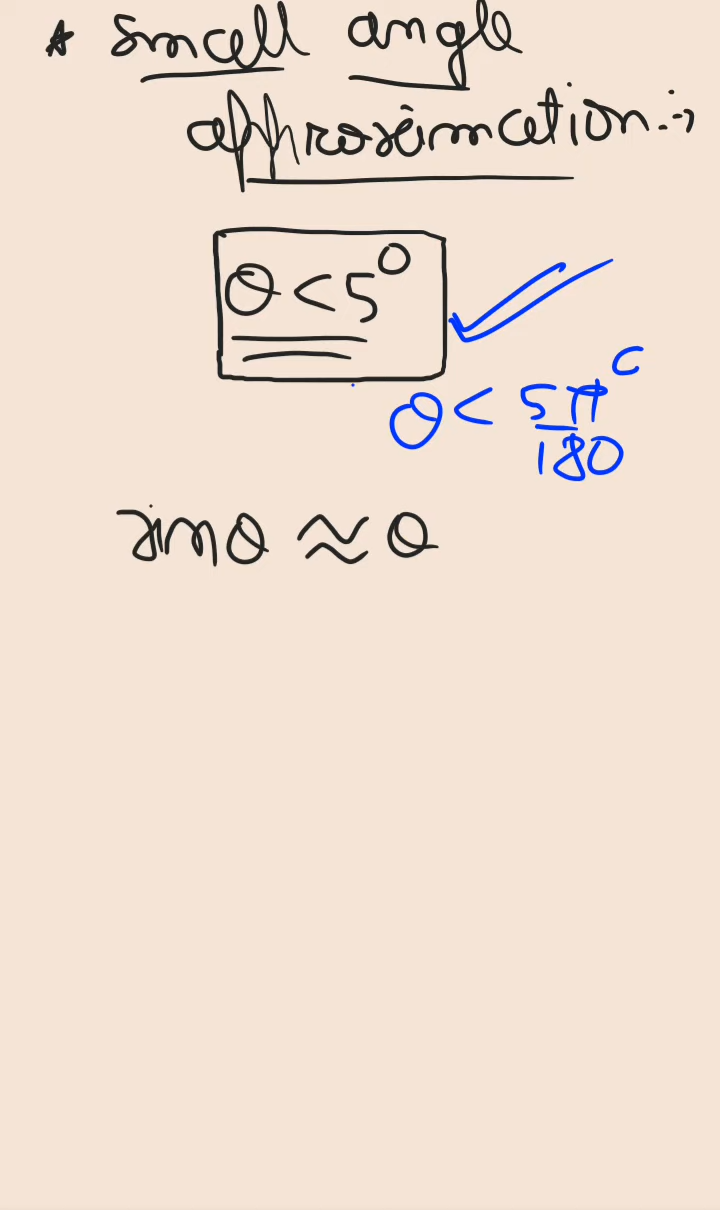 * small angle
approximation :->
θ < 5°
θ < 5π/180 ᶜ
sinθ ≈ θ